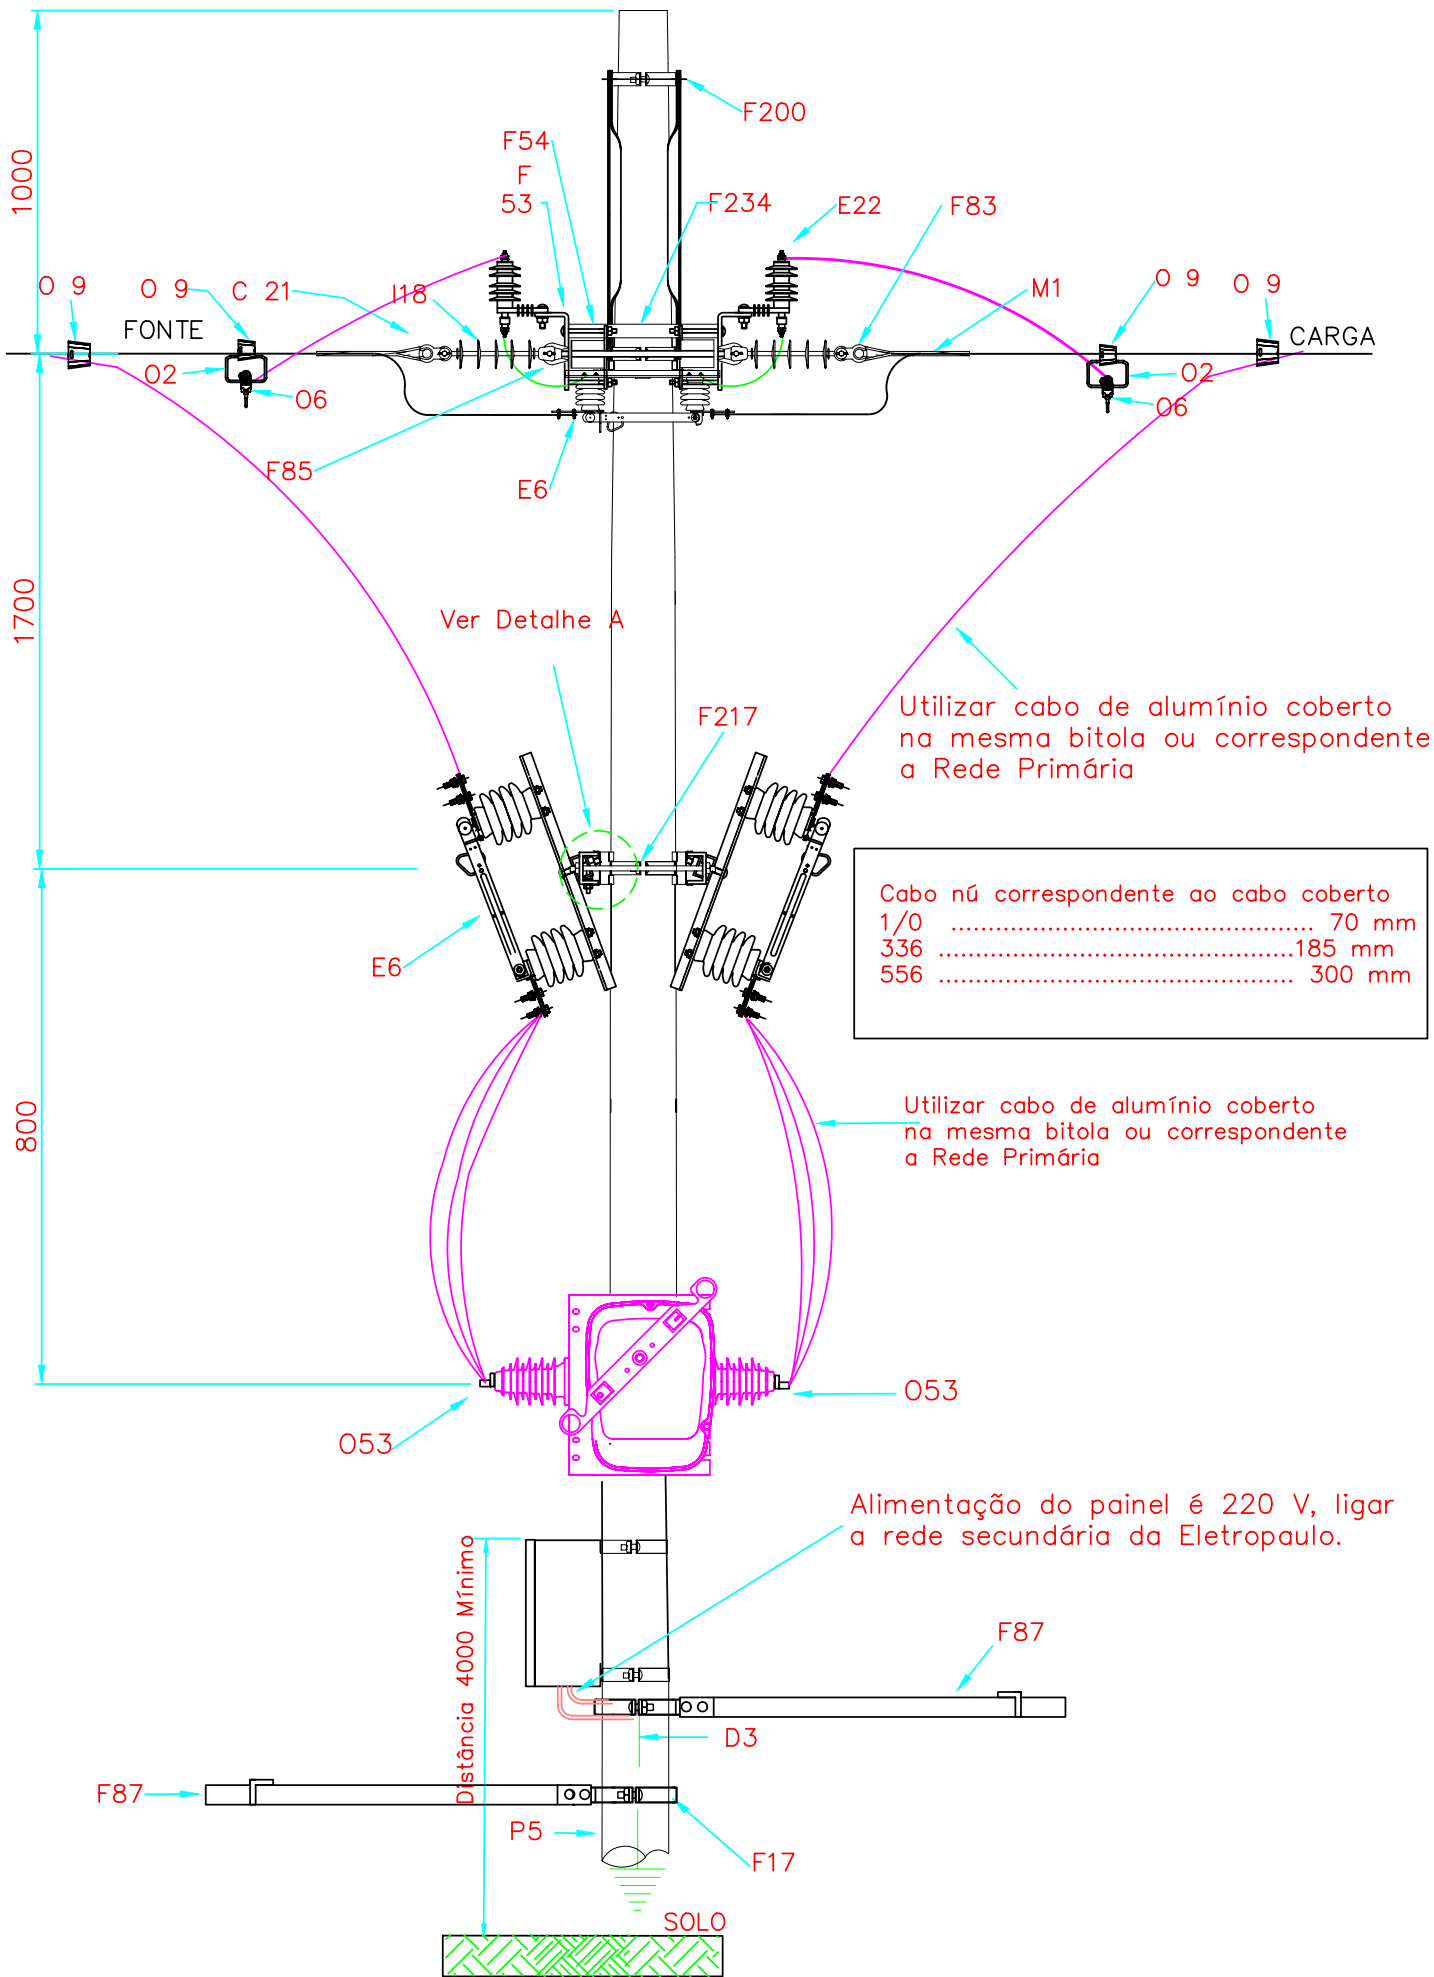 1000
F200
F54
F
53
F234
E22
F83
O 9
O 9
C 21
I18
M1
O 9
O 9
FONTE
CARGA
O2
O6
O2
O6
F85
E6
1700
Ver Detalhe A
F217
Utilizar cabo de alumínio coberto
na mesma bitola ou correspondente
a Rede Primária
E6
Cabo nú correspondente ao cabo coberto
1/0 ................................................ 70 mm
336 ................................................185 mm
556 ................................................ 300 mm
800
Utilizar cabo de alumínio coberto
na mesma bitola ou correspondente
a Rede Primária
O53
O53
Alimentação do painel é 220 V, ligar
a rede secundária da Eletropaulo.
Distância 4000 Mínimo
F87
D3
F87
P5
F17
SOLO